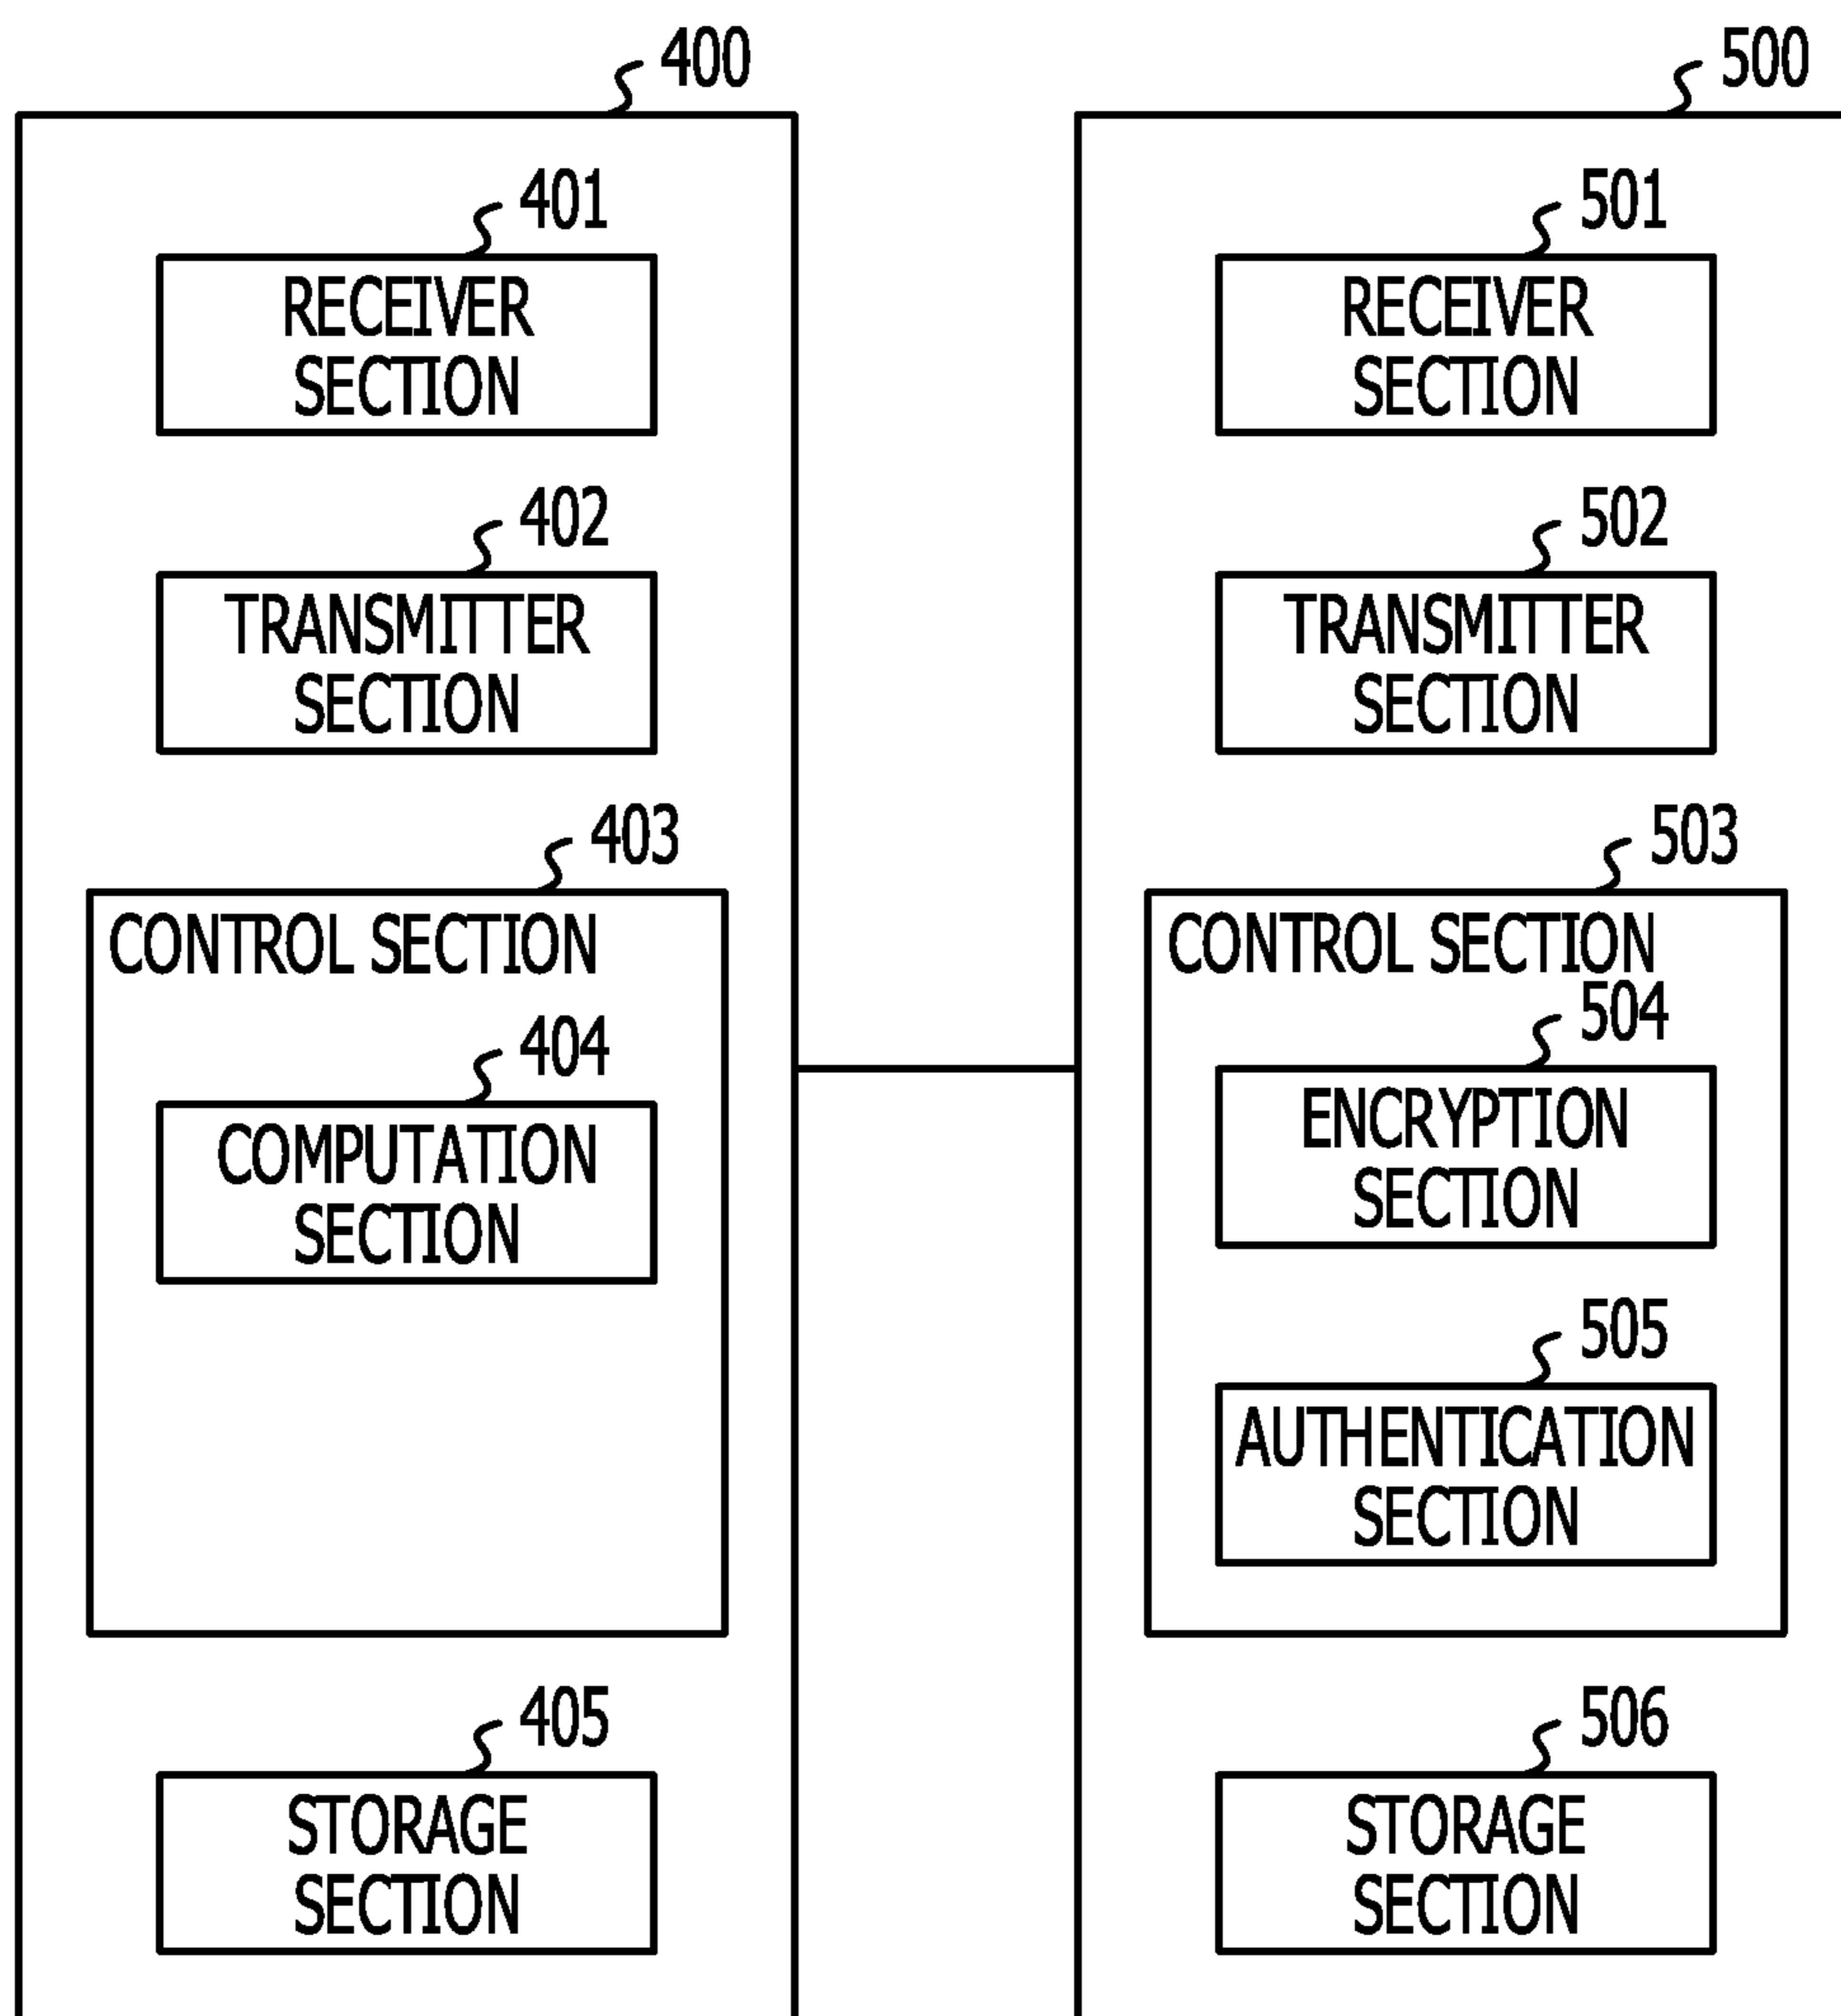 400
401
RECEIVER
SECTION
402
TRANSMITTER
SECTION
403
CONTROL SECTION
404
COMPUTATION
SECTION
405
STORAGE
SECTION
500
501
RECEIVER
SECTION
502
TRANSMITTER
SECTION
503
CONTROL SECTION
504
ENCRYPTION
SECTION
505
AUTHENTICATION
SECTION
506
STORAGE
SECTION